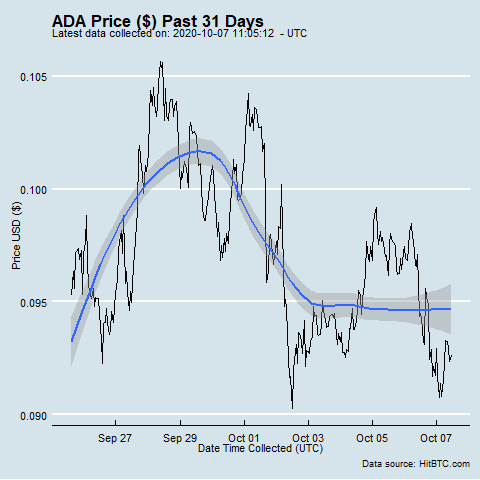 ADA Price ($) Past 31 Days
Latest data collected on: 2020-10-07 11:05:12 - UTC
0.105
0.100
0.095
0.090
Price USD ($)
Sep 27 Sep 29 Oct 01 Oct 03 Oct 05 Oct 07
Date Time Collected (UTC)
Data source: HitBTC.com